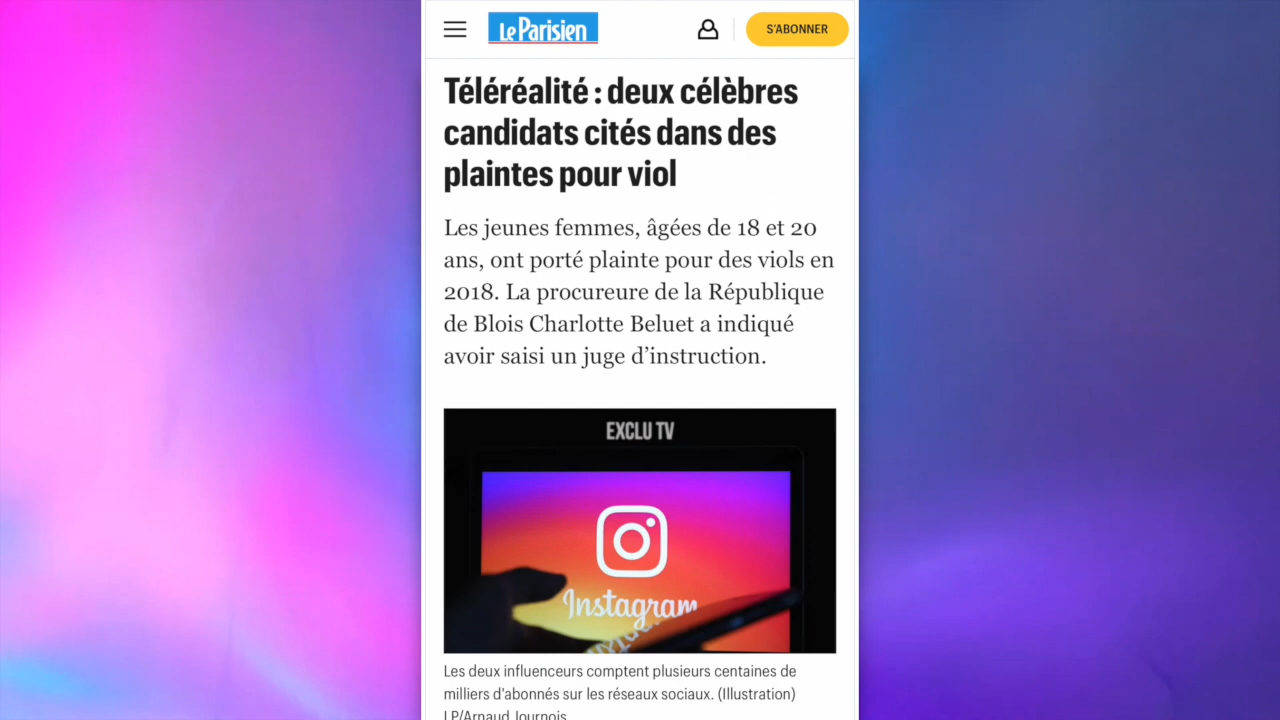 Le Parisien
S'ABONNER
Téléréalité : deux célèbres
candidats cités dans des
plaintes pour viol
Les jeunes femmes, âgées de 18 et 20
ans, ont porté plainte pour des viols en
2018. La procureure de la République
de Blois Charlotte Beluet a indiqué
avoir saisi un juge d’instruction.
EXCLU TV
Instagram
Les deux influenceurs comptent plusieurs centaines de
milliers d'abonnés sur les réseaux sociaux. (Illustration)
LP/Arnaud Journois